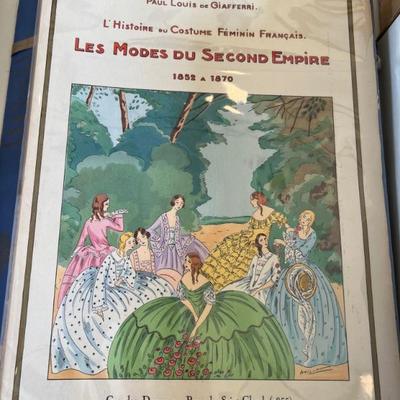 PAUL LOUIS DE GIAFFERRI.
L'HISTOIRE DU COSTUME FÉMININ FRANÇAIS.
LES MODES DU SECOND EMPIRE
1852 A 1870